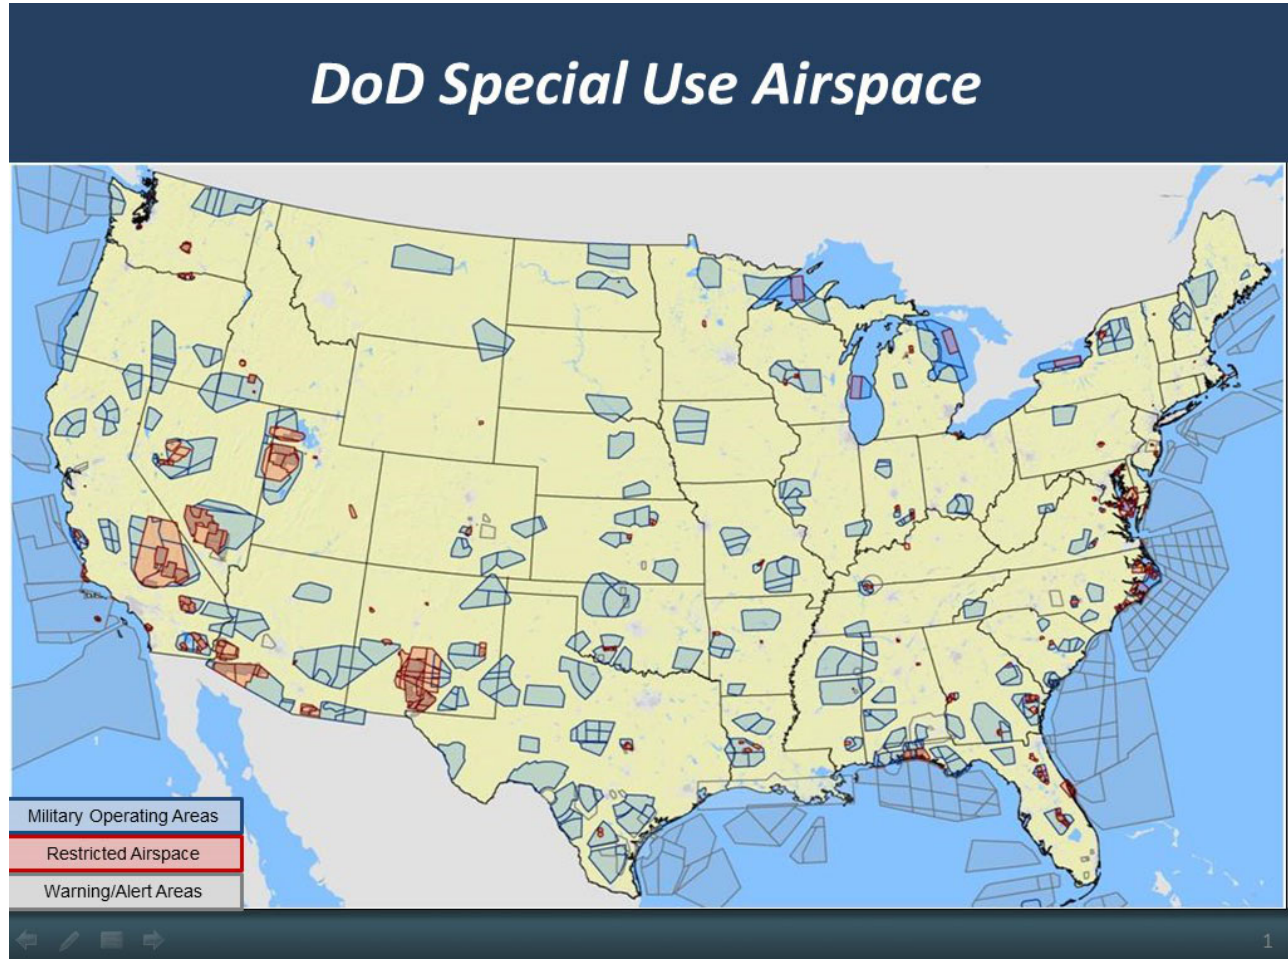 DoD Special Use Airspace
Military Operating Areas
Restricted Airspace
Warning/Alert Areas
1